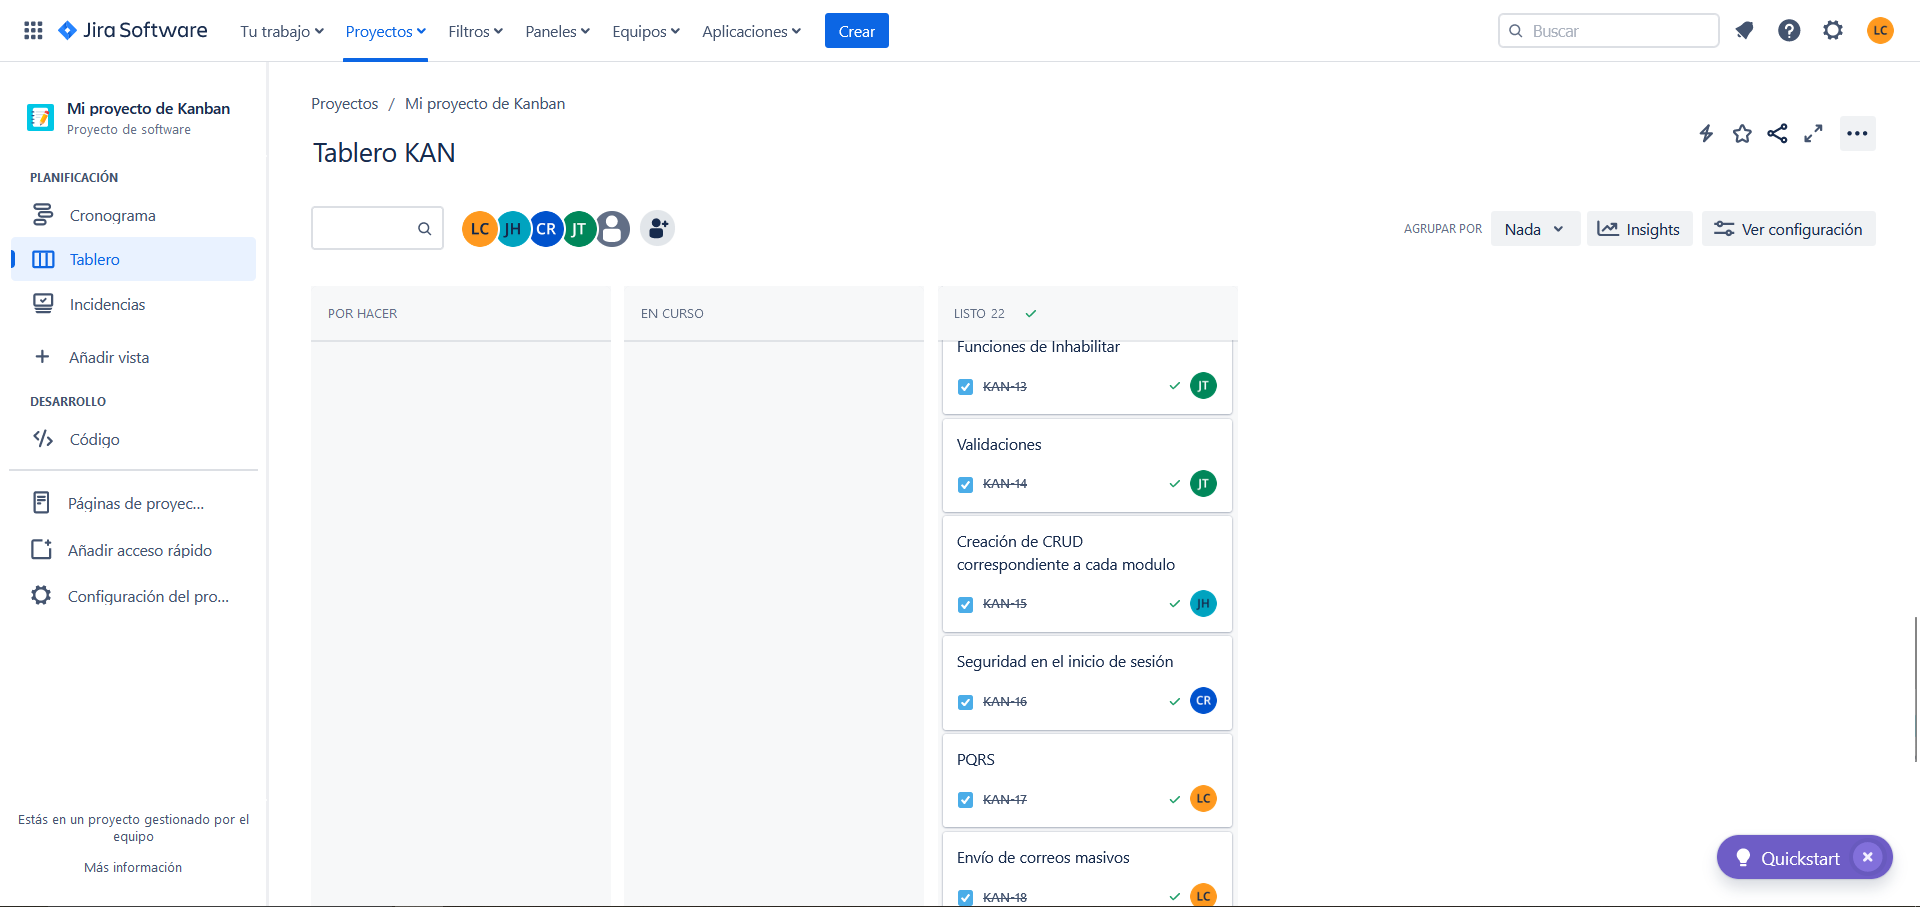 Jira Software
Tu trabajo
Proyectos
Filtros
Paneles
Equipos
Aplicaciones
Crear
Buscar
LC
Mi proyecto de Kanban
Proyecto de software
PLANIFICACIÓN
Cronograma
Tablero
Incidencias
Añadir vista
DESARROLLO
Código
Páginas de proyec...
Añadir acceso rápido
Configuración del pro...
Estás en un proyecto gestionado por el
equipo
Más información
Proyectos / Mi proyecto de Kanban
Tablero KAN
LC JH CR JT
AGRUPAR POR
Nada
Insights
Ver configuración
POR HACER
EN CURSO
LISTO 22
Funciones de Inhabilitar
KAN-13
JT
Validaciones
KAN-14
JT
Creación de CRUD
correspondiente a cada modulo
KAN-15
JH
Seguridad en el inicio de sesión
KAN-16
CR
PQRS
KAN-17
LC
Envío de correos masivos
KAN-18
LC
Quickstart